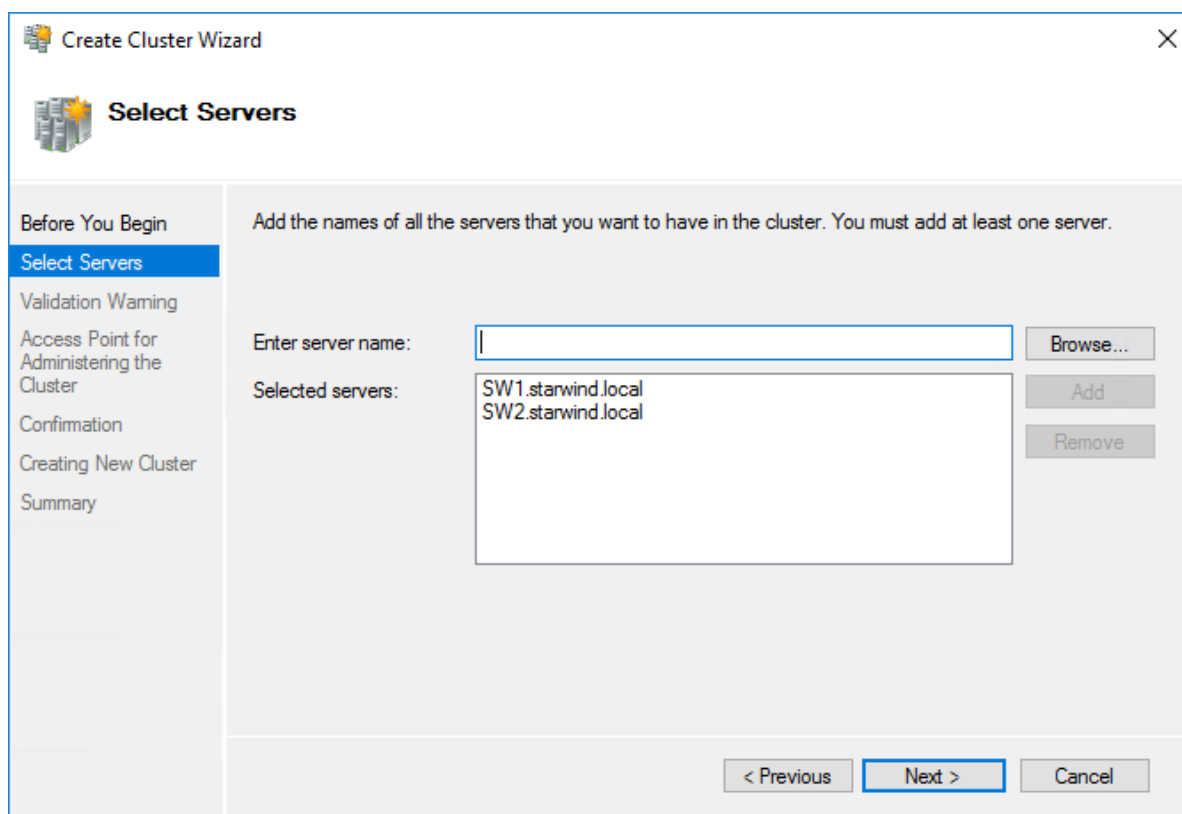 Create Cluster Wizard
Select Servers
Before You Begin
Select Servers
Validation Warning
Access Point for
Administering the
Cluster
Confirmation
Creating New Cluster
Summary
Add the names of all the servers that you want to have in the cluster. You must add at least one server.
Enter server name:
Browse...
Selected servers:
SW1.starwind.local
SW2.starwind.local
Add
Remove
< Previous
Next >
Cancel